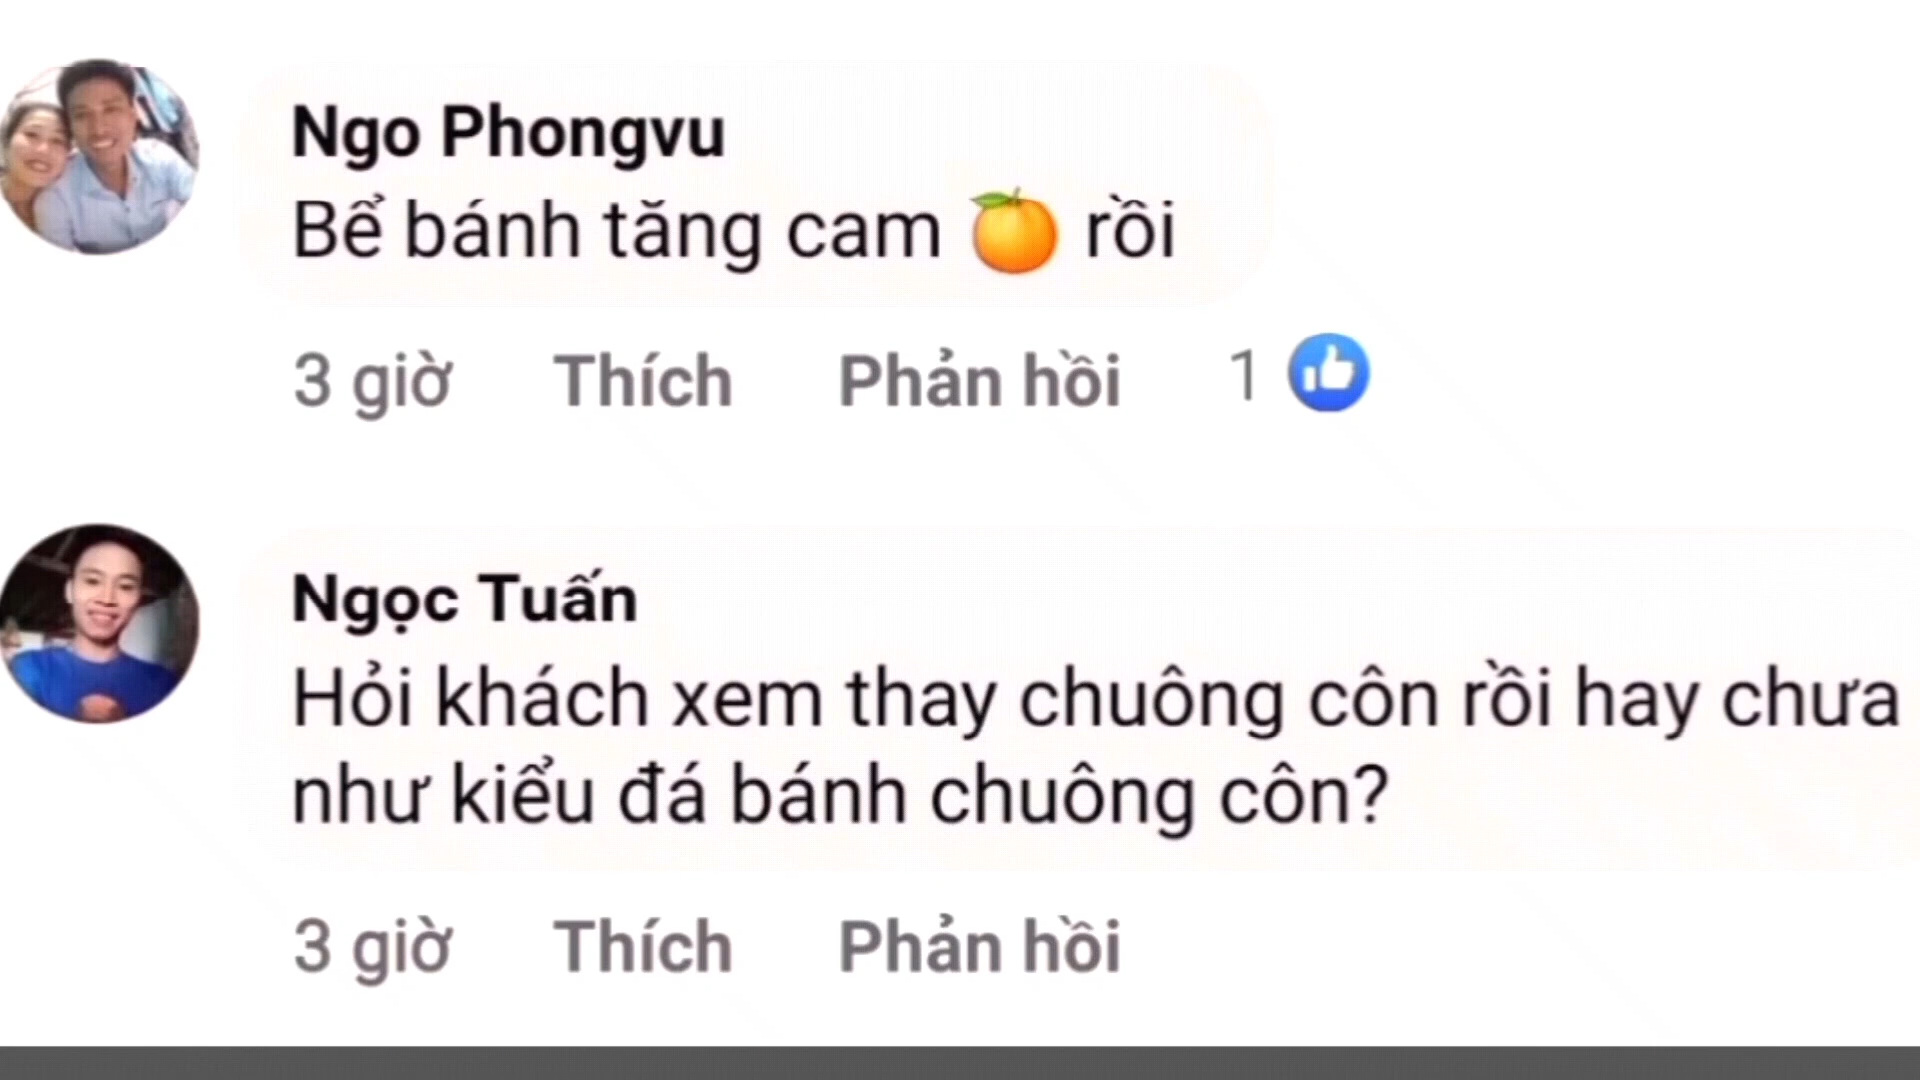 Ngo Phongvu
Bể bánh tăng cam 🍊 rồi
3 giờ Thích Phản hồi 1
Ngọc Tuấn
Hỏi khách xem thay chuông côn rồi hay chưa
như kiểu đá bánh chuông côn?
3 giờ Thích Phản hồi